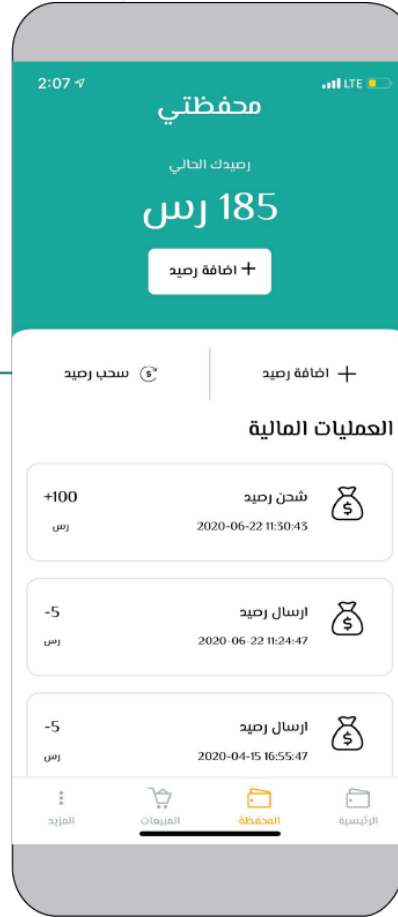 2:07 LTE
محفظتي
رصيدك الحالي
185 رس
+ اضافة رصيد
+ اضافة رصيد
سحب رصيد
العمليات المالية
شحن رصيد +100
2020-06-22 11:30:43 رس
ارسال رصيد -5
2020-06-22 11:24:47 رس
ارسال رصيد -5
2020-04-15 16:55:47 رس
الرئيسية المحفظة المبيعات المزيد